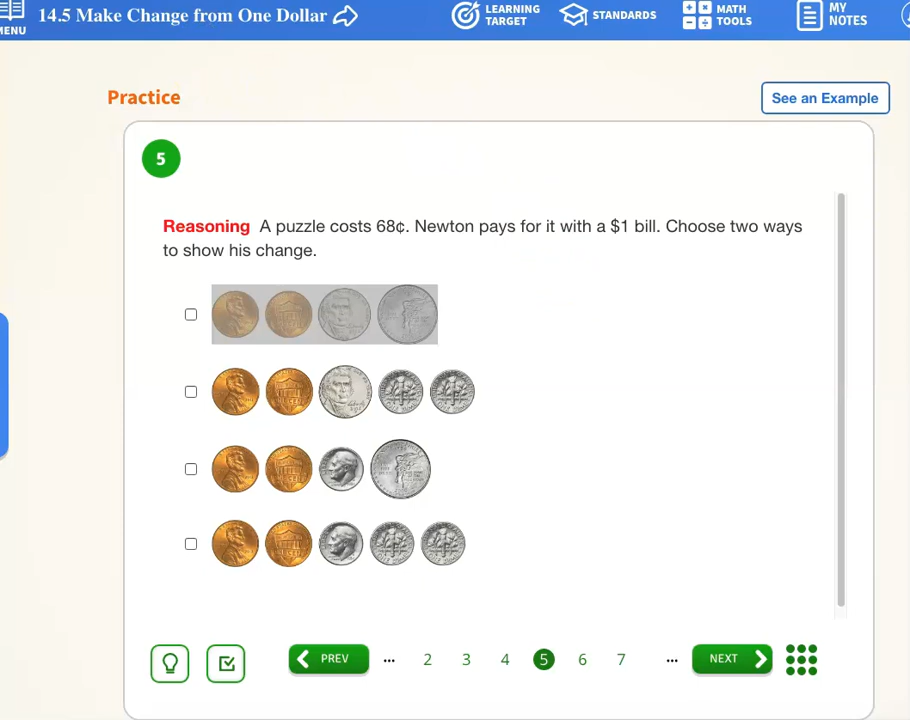 14.5 Make Change from One Dollar
MENU
LEARNING
TARGET
STANDARDS
MATH
TOOLS
MY
NOTES
Practice
See an Example
5
Reasoning A puzzle costs 68¢. Newton pays for it with a $1 bill. Choose two ways
to show his change.
PREV ... 2 3 4 5 6 7 ... NEXT